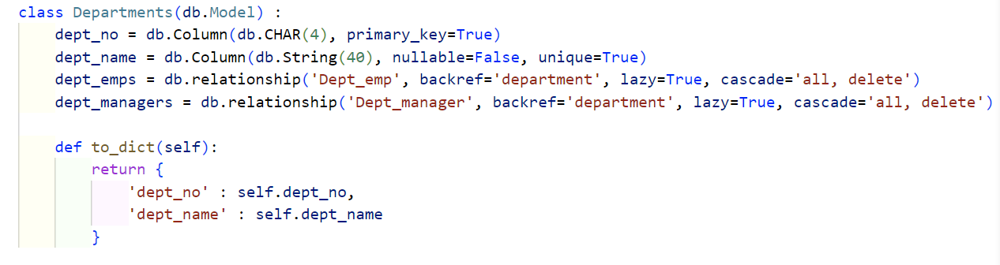 class Departments(db.Model) :
    dept_no = db.Column(db.CHAR(4), primary_key=True)
    dept_name = db.Column(db.String(40), nullable=False, unique=True)
    dept_emps = db.relationship('Dept_emp', backref='department', lazy=True, cascade='all, delete')
    dept_managers = db.relationship('Dept_manager', backref='department', lazy=True, cascade='all, delete')

    def to_dict(self):
        return {
            'dept_no' : self.dept_no,
            'dept_name' : self.dept_name
        }